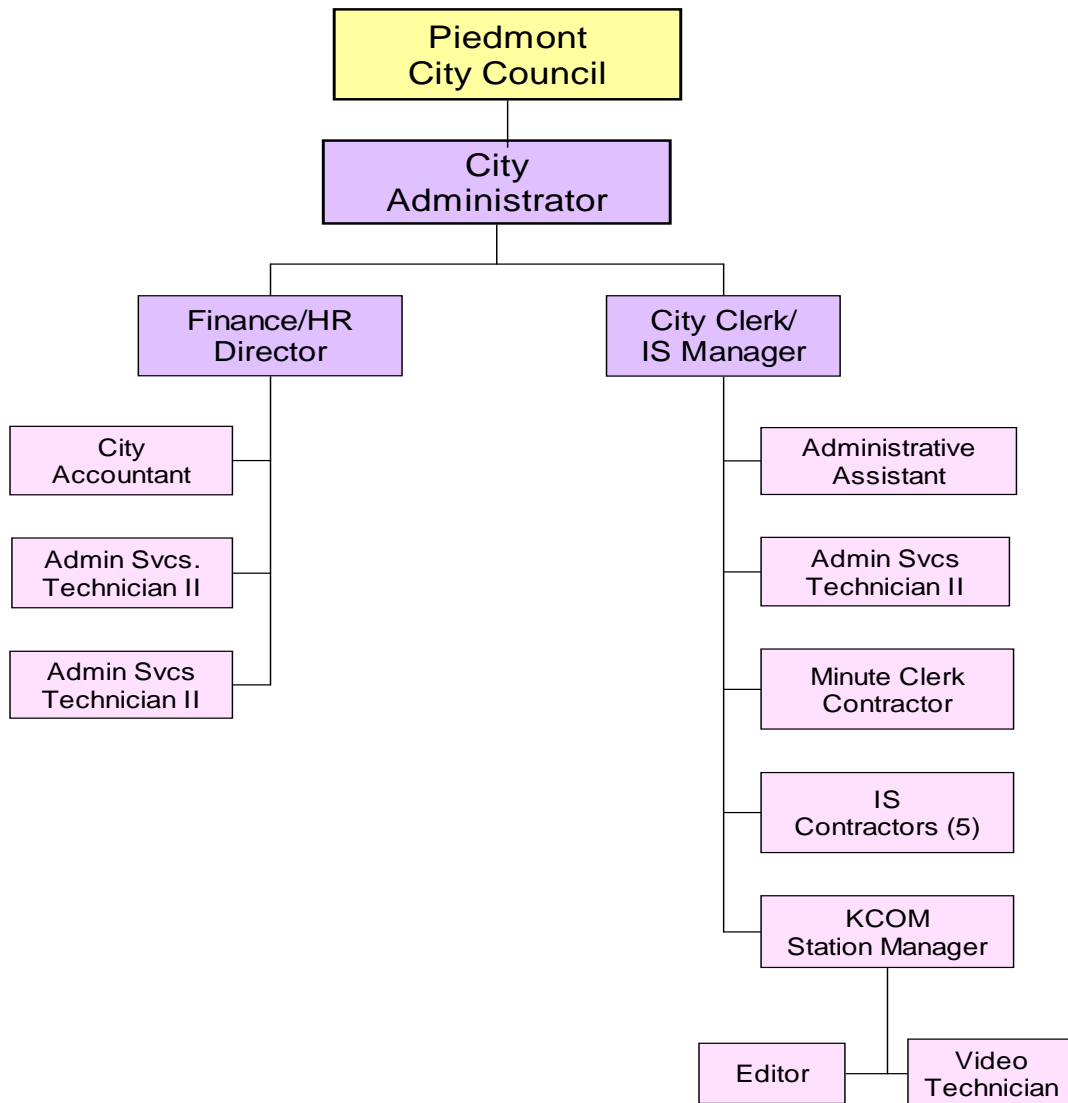 Piedmont
City Council
City
Administrator
Finance/HR
Director
City Clerk/
IS Manager
City
Accountant
Admin Svcs.
Technician II
Admin Svcs
Technician II
Administrative
Assistant
Admin Svcs
Technician II
Minute Clerk
Contractor
IS
Contractors (5)
KCOM
Station Manager
Editor
Video
Technician